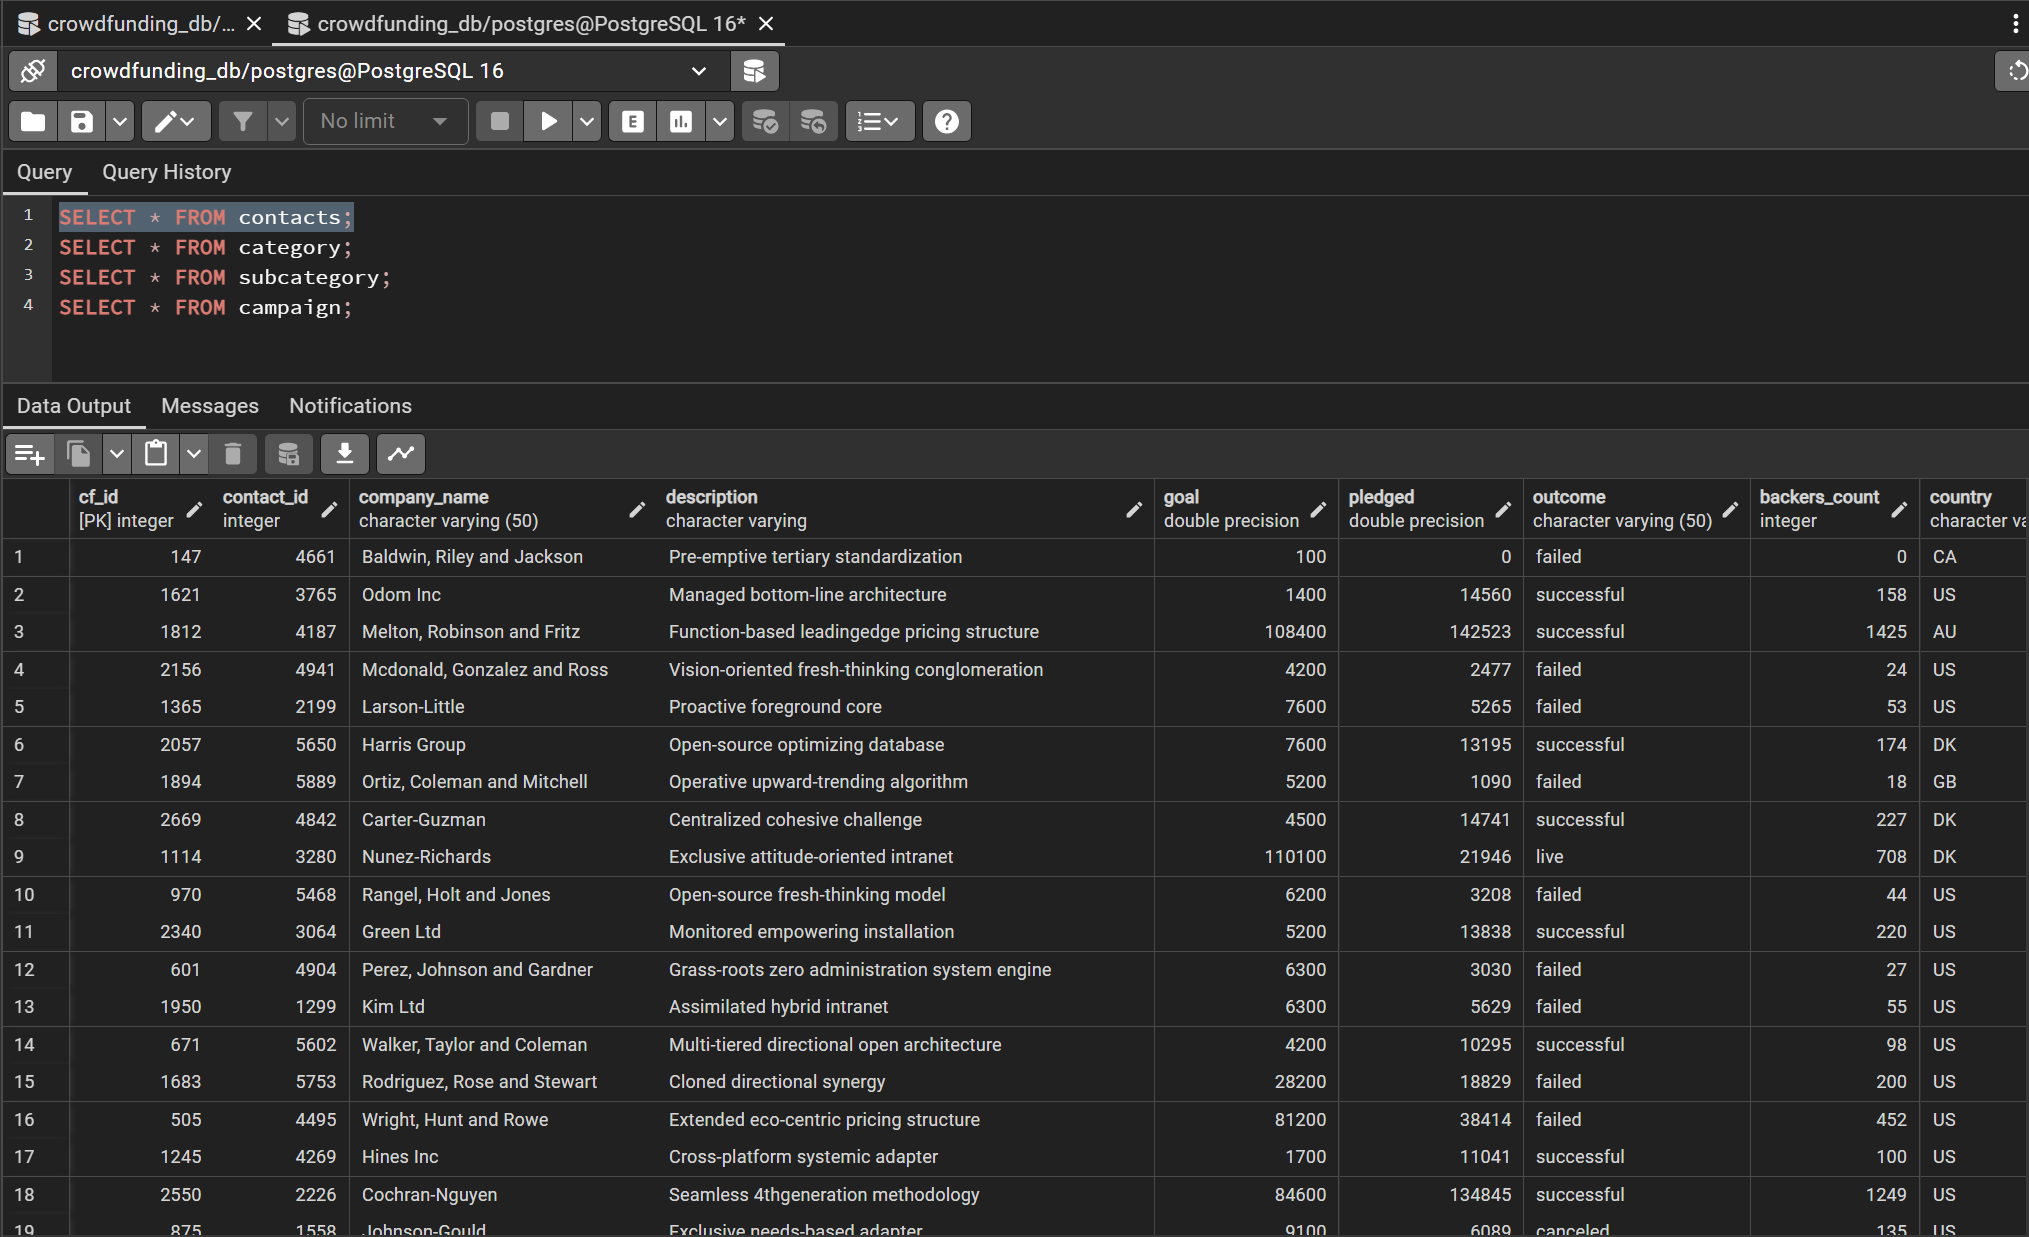 crowdfunding_db/... crowdfunding_db/postgres@PostgreSQL 16*
crowdfunding_db/postgres@PostgreSQL 16
No limit E
Query Query History
1 SELECT * FROM contacts;
2 SELECT * FROM category;
3 SELECT * FROM subcategory;
4 SELECT * FROM campaign;
Data Output Messages Notifications
cf_id contact_id company_name description goal pledged outcome backers_count country
[PK] integer integer character varying (50) character varying double precision double precision character varying (50) integer character va
1 147 4661 Baldwin, Riley and Jackson Pre-emptive tertiary standardization 100 0 failed 0 CA
2 1621 3765 Odom Inc Managed bottom-line architecture 1400 14560 successful 158 US
3 1812 4187 Melton, Robinson and Fritz Function-based leadingedge pricing structure 108400 142523 successful 1425 AU
4 2156 4941 Mcdonald, Gonzalez and Ross Vision-oriented fresh-thinking conglomeration 4200 2477 failed 24 US
5 1365 2199 Larson-Little Proactive foreground core 7600 5265 failed 53 US
6 2057 5650 Harris Group Open-source optimizing database 7600 13195 successful 174 DK
7 1894 5889 Ortiz, Coleman and Mitchell Operative upward-trending algorithm 5200 1090 failed 18 GB
8 2669 4842 Carter-Guzman Centralized cohesive challenge 4500 14741 successful 227 DK
9 1114 3280 Nunez-Richards Exclusive attitude-oriented intranet 110100 21946 live 708 DK
10 970 5468 Rangel, Holt and Jones Open-source fresh-thinking model 6200 3208 failed 44 US
11 2340 3064 Green Ltd Monitored empowering installation 5200 13838 successful 220 US
12 601 4904 Perez, Johnson and Gardner Grass-roots zero administration system engine 6300 3030 failed 27 US
13 1950 1299 Kim Ltd Assimilated hybrid intranet 6300 5629 failed 55 US
14 671 5602 Walker, Taylor and Coleman Multi-tiered directional open architecture 4200 10295 successful 98 US
15 1683 5753 Rodriguez, Rose and Stewart Cloned directional synergy 28200 18829 failed 200 US
16 505 4495 Wright, Hunt and Rowe Extended eco-centric pricing structure 81200 38414 failed 452 US
17 1245 4269 Hines Inc Cross-platform systemic adapter 1700 11041 successful 100 US
18 2550 2226 Cochran-Nguyen Seamless 4thgeneration methodology 84600 134845 successful 1249 US
19 875 1558 Johnson-Gould Exclusive needs-based adapter 9100 6089 canceled 135 US